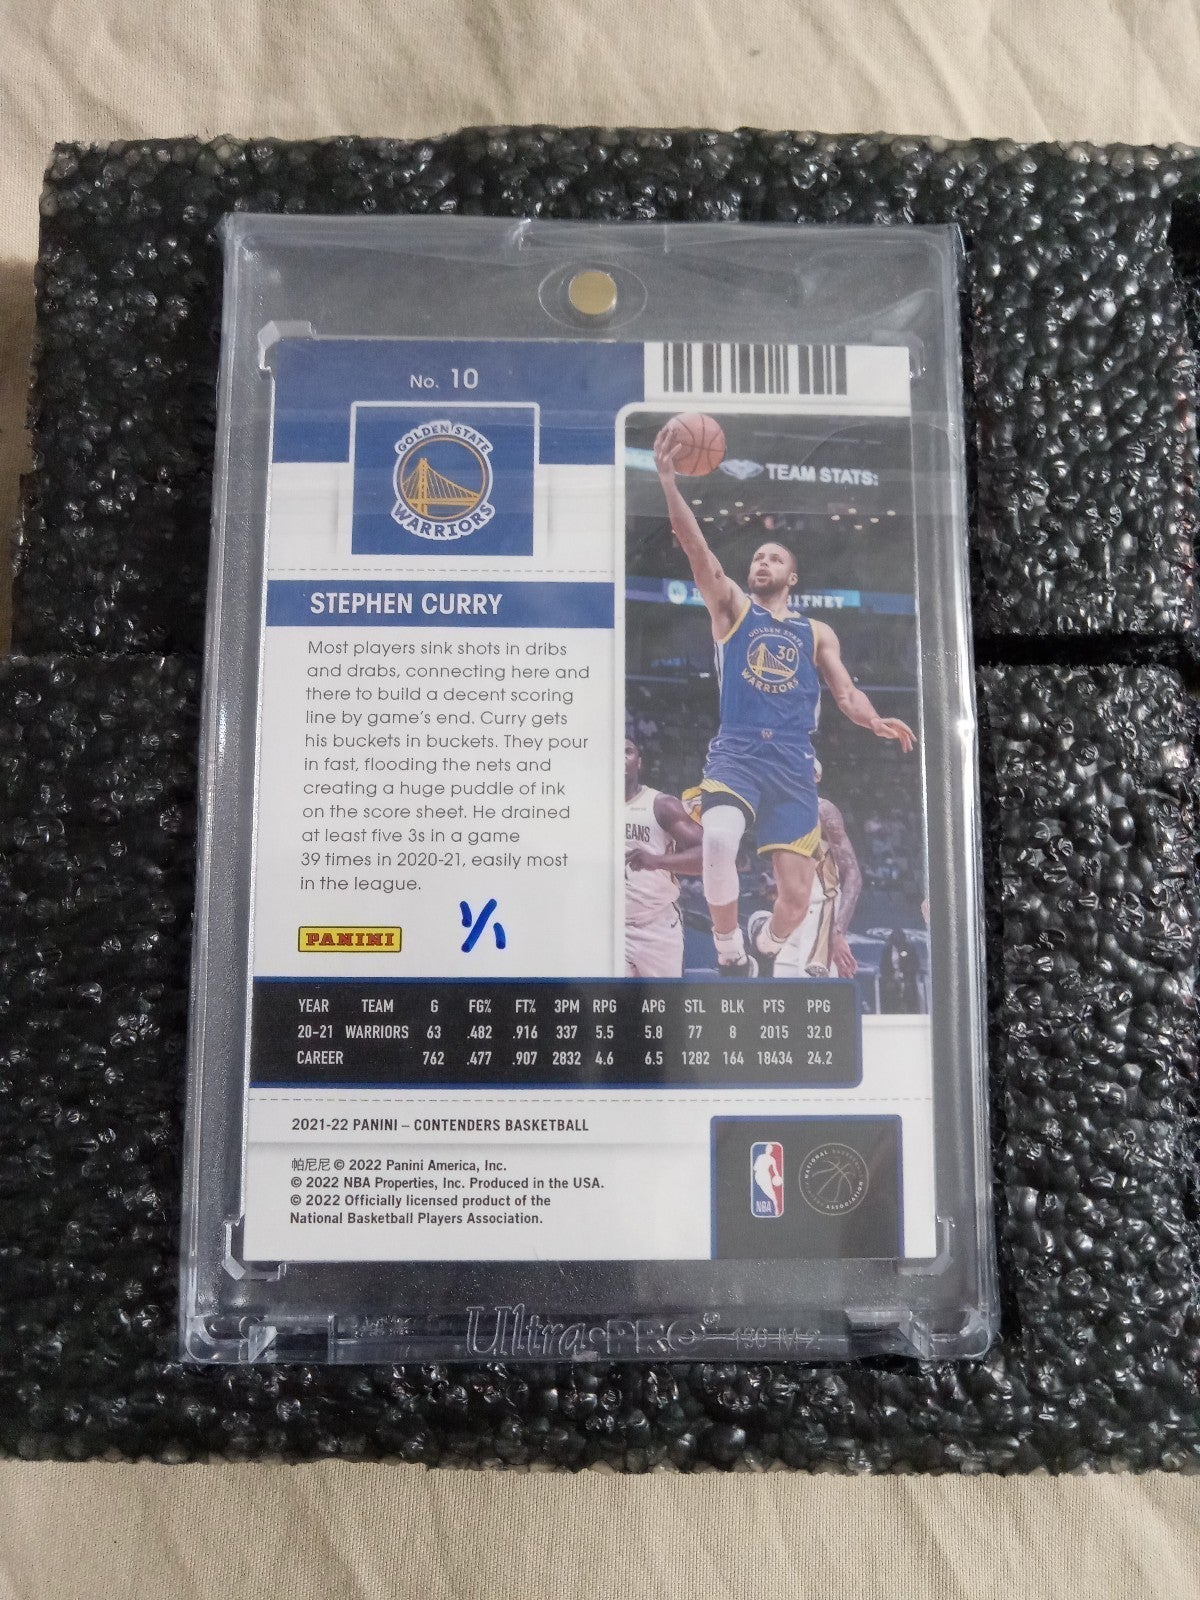 No. 10
GOLDEN STATE
WARRIORS
TEAM STATS:
STEPHEN CURRY
GOLDEN STATE
30
WARRIORS
Most players sink shots in dribs
and drabs, connecting here and
there to build a decent scoring
line by game's end. Curry gets
his buckets in buckets. They pour
in fast, flooding the nets and
creating a huge puddle of ink
on the score sheet. He drained
at least five 3s in a game
39 times in 2020-21, easily most
in the league.
EANS
PANINI
1/1
YEAR TEAM G FG% FT% 3PM RPG APG STL BLK PTS PPG
20-21 WARRIORS 63 .482 .916 337 5.5 5.8 77 8 2015 32.0
CAREER 762 .477 .907 2832 4.6 6.5 1282 164 18434 24.2
2021-22 PANINI – CONTENDERS BASKETBALL
帕尼尼 © 2022 Panini America, Inc.
© 2022 NBA Properties, Inc. Produced in the USA.
© 2022 Officially licensed product of the
National Basketball Players Association.
NBA
NATIONAL BASKETBALL
PLAYERS ASSOCIATION
Ultra·PRO®